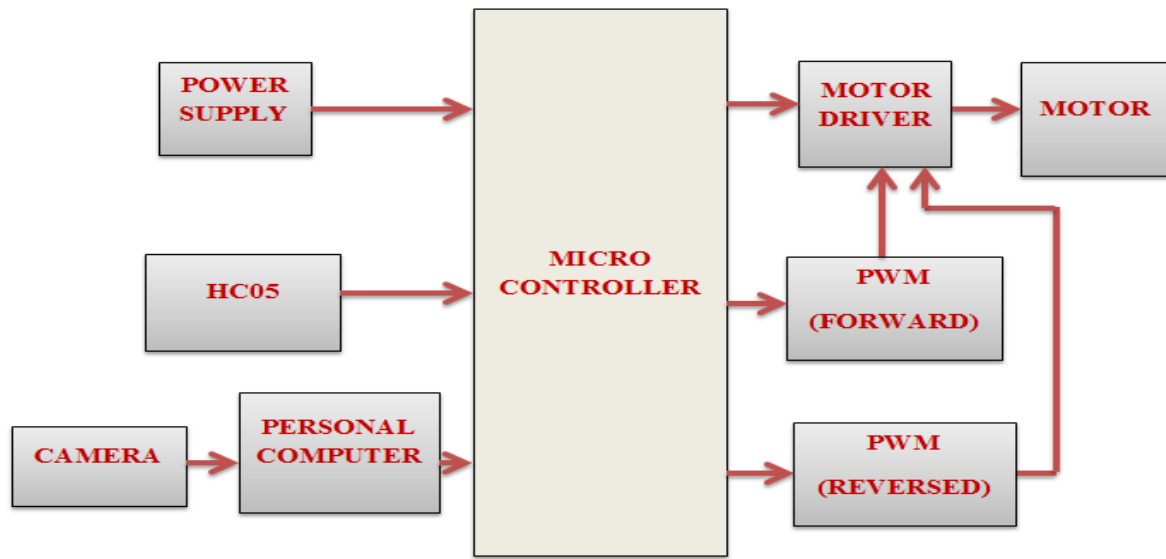 POWER
SUPPLY
HC05
CAMERA
PERSONAL
COMPUTER
MICRO
CONTROLLER
MOTOR
DRIVER
MOTOR
PWM
(FORWARD)
PWM
(REVERSED)